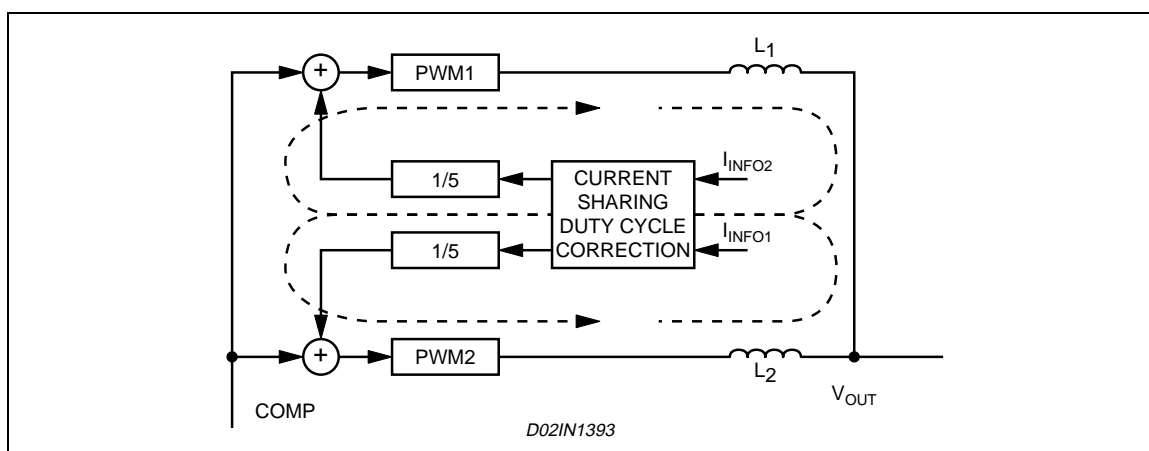 L1
+
PWM1
1/5
CURRENT
SHARING
DUTY CYCLE
CORRECTION
IINFO2
1/5
IINFO1
+
PWM2
L2
VOUT
COMP
D02IN1393